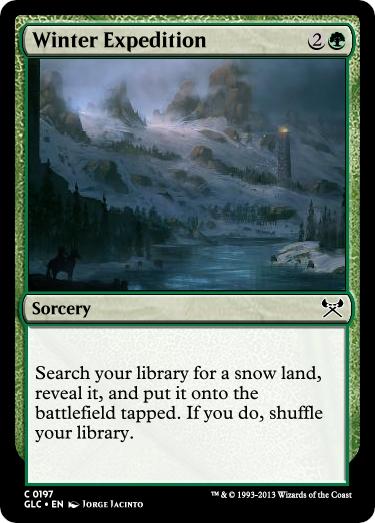 Winter Expedition 2
Sorcery
Search your library for a snow land,
reveal it, and put it onto the
battlefield tapped. If you do, shuffle
your library.
C 0197
GLC • EN Jorge Jacinto
™ & © 1993-2013 Wizards of the Coast